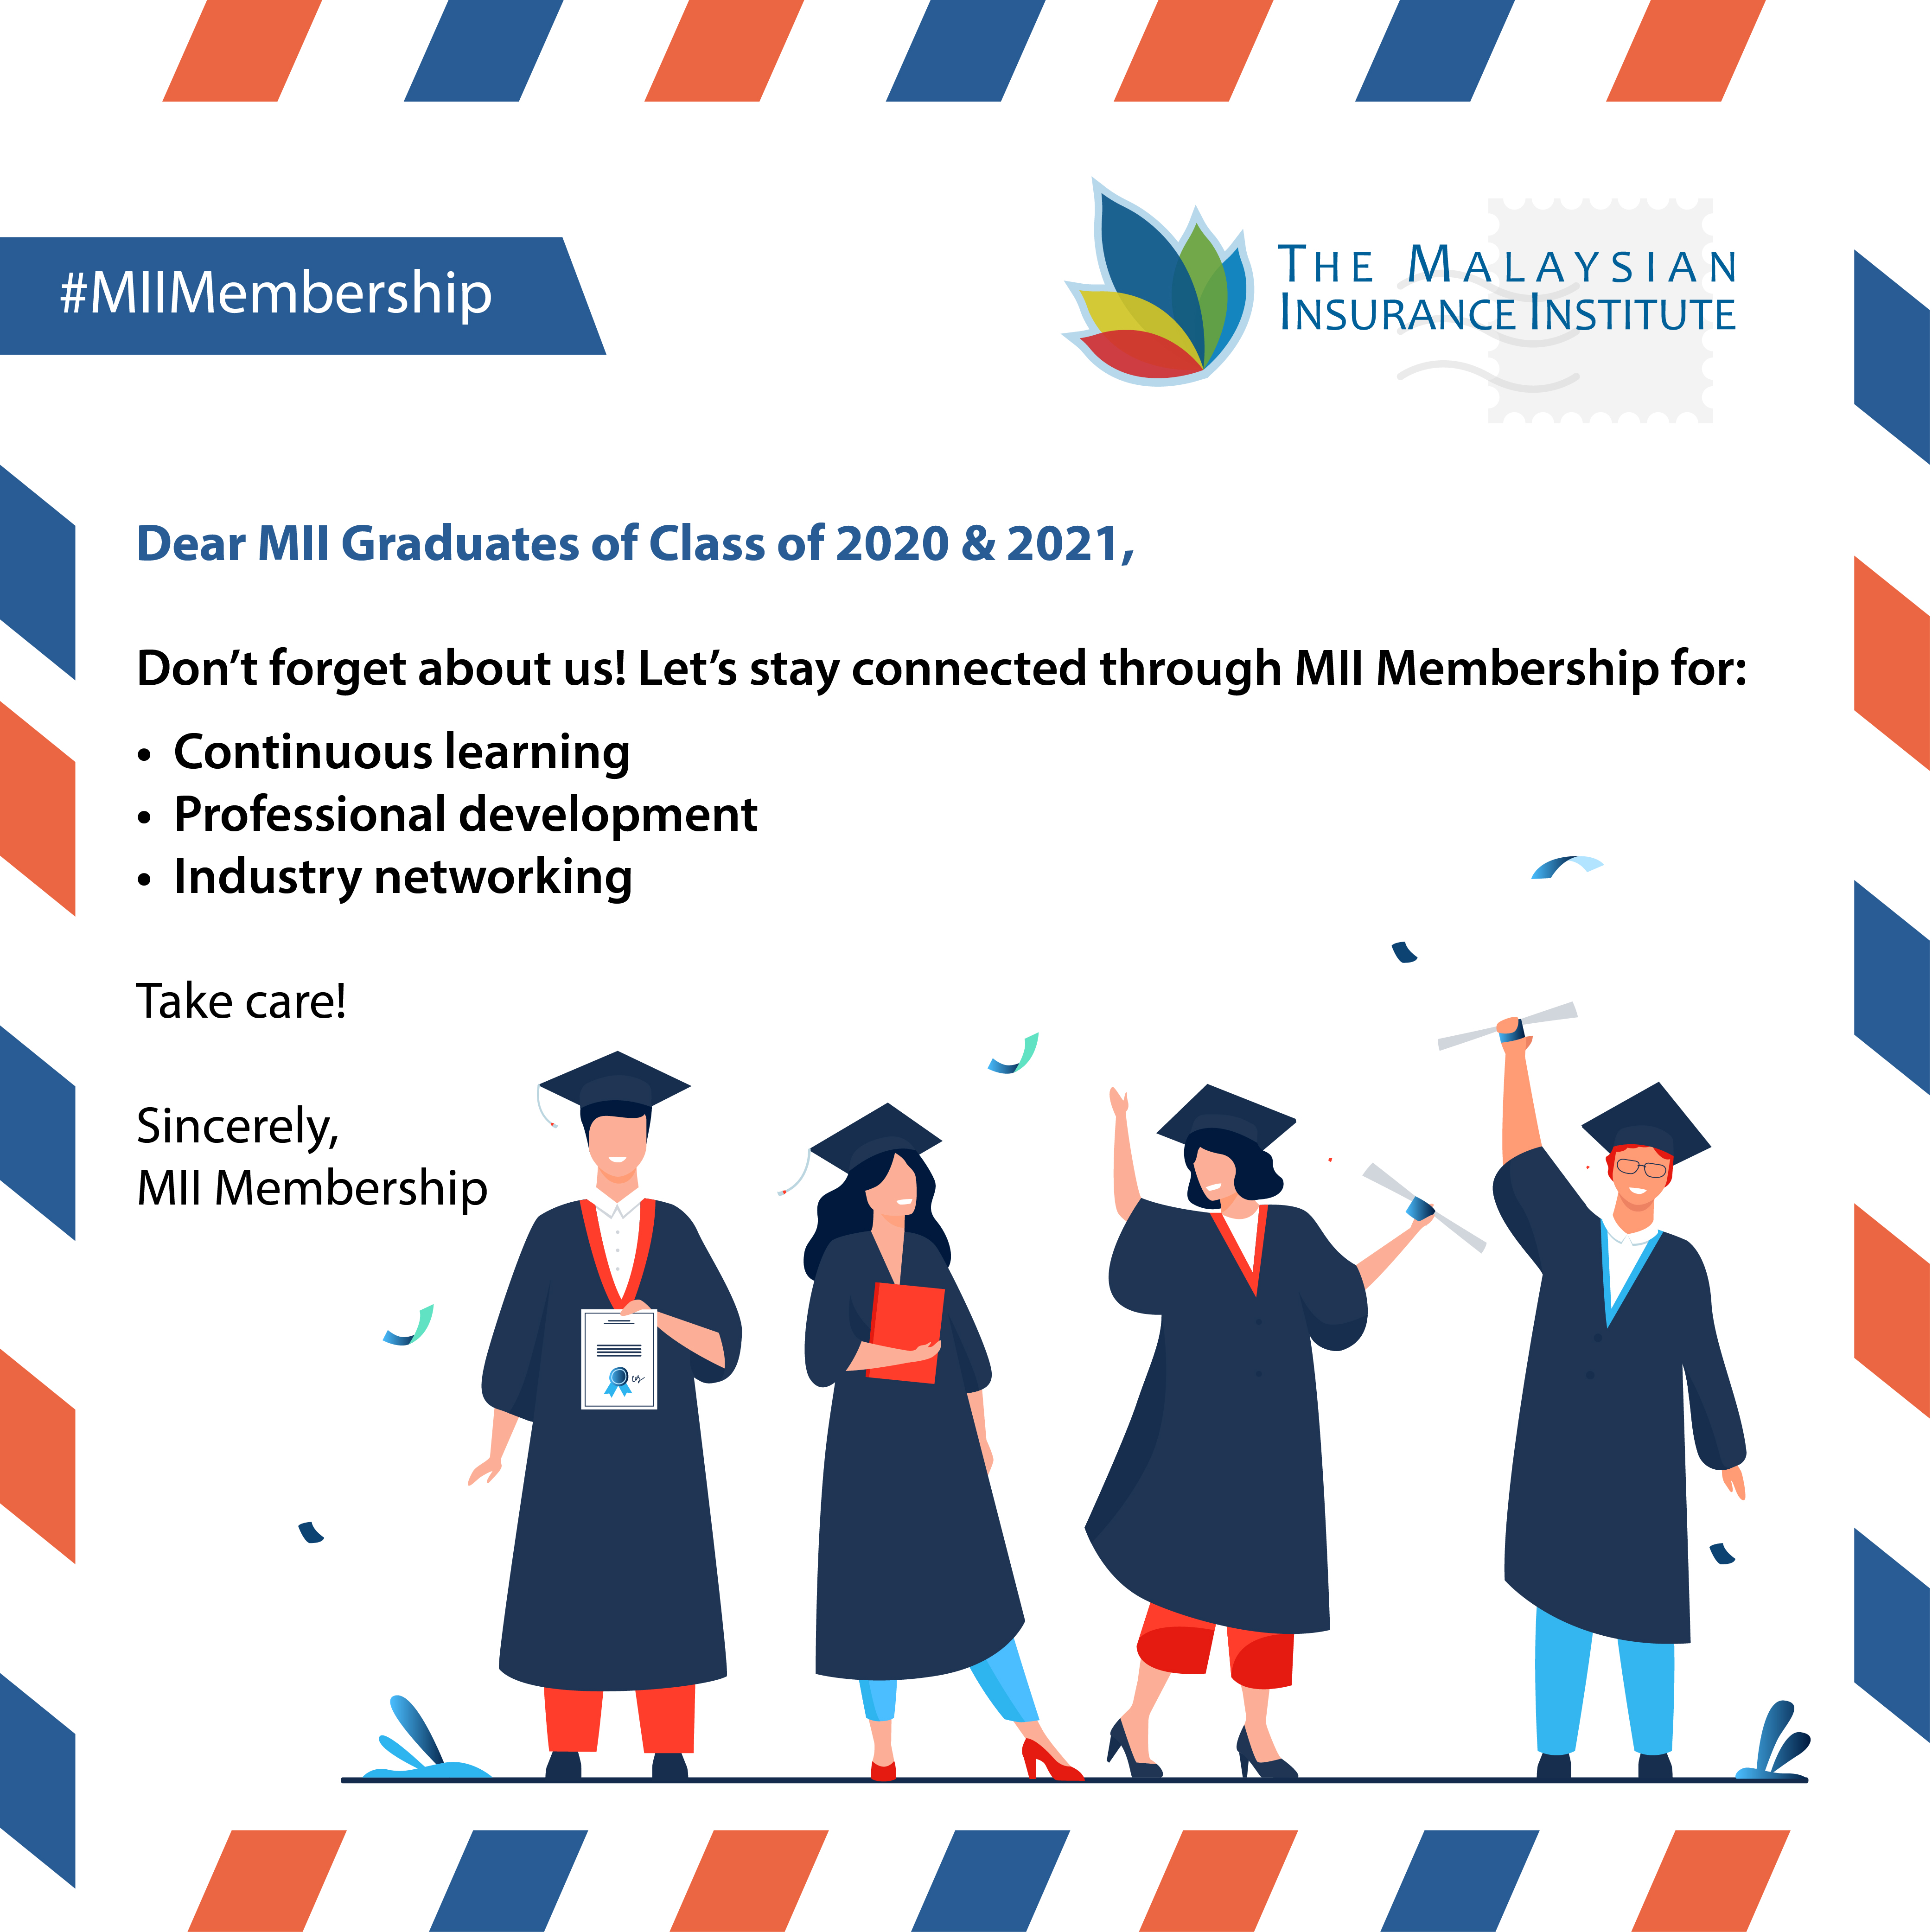 #MIIMembership
THE MALAYSIAN
INSURANCE INSTITUTE
Dear MII Graduates of Class of 2020 & 2021,
Don’t forget about us! Let’s stay connected through MII Membership for:
• Continuous learning
• Professional development
• Industry networking
Take care!
Sincerely,
MII Membership